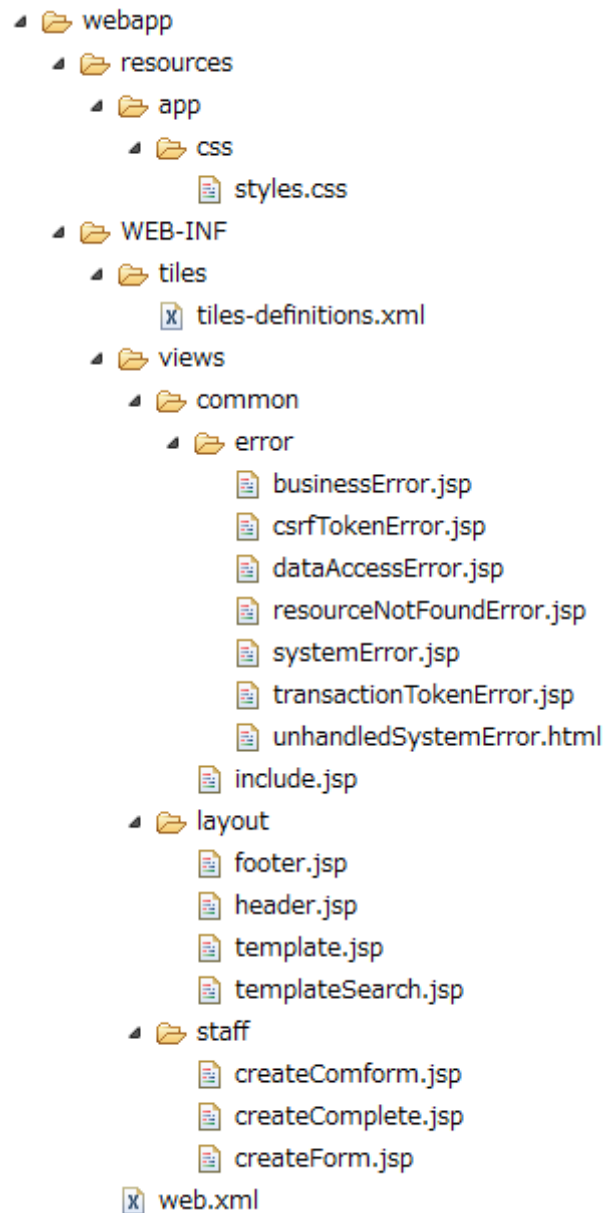 webapp
resources
app
css
styles.css
WEB-INF
tiles
tiles-definitions.xml
views
common
error
businessError.jsp
csrfTokenError.jsp
dataAccessError.jsp
resourceNotFoundError.jsp
systemError.jsp
transactionTokenError.jsp
unhandledSystemError.html
include.jsp
layout
footer.jsp
header.jsp
template.jsp
templateSearch.jsp
staff
createComform.jsp
createComplete.jsp
createForm.jsp
web.xml